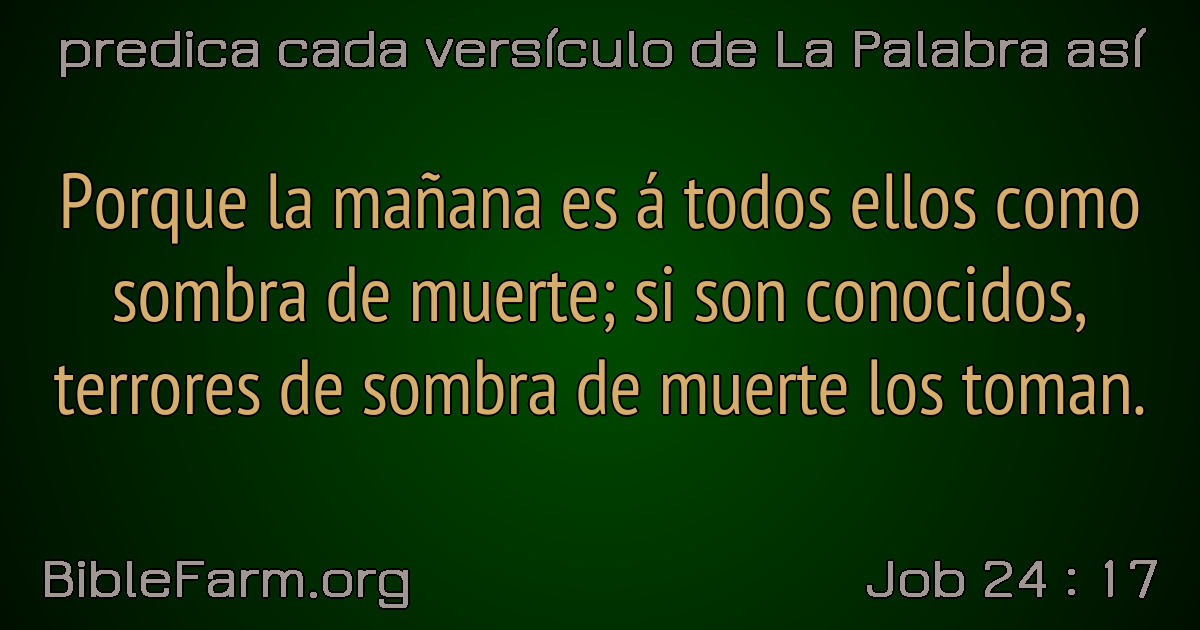 predica cada versículo de La Palabra así
Porque la mañana es á todos ellos como
sombra de muerte; si son conocidos,
terrores de sombra de muerte los toman.
BibleFarm.org
Job 24 : 17